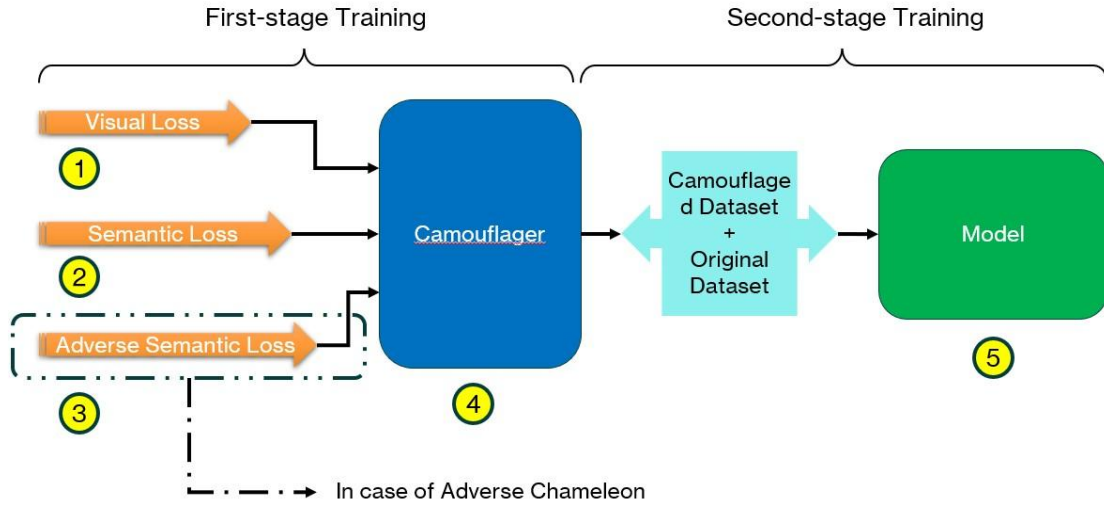 First-stage Training
Second-stage Training
Visual Loss
1
Semantic Loss
2
Adverse Semantic Loss
3
Camouflager
4
Camouflage
d Dataset
+
Original
Dataset
Model
5
In case of Adverse Chameleon